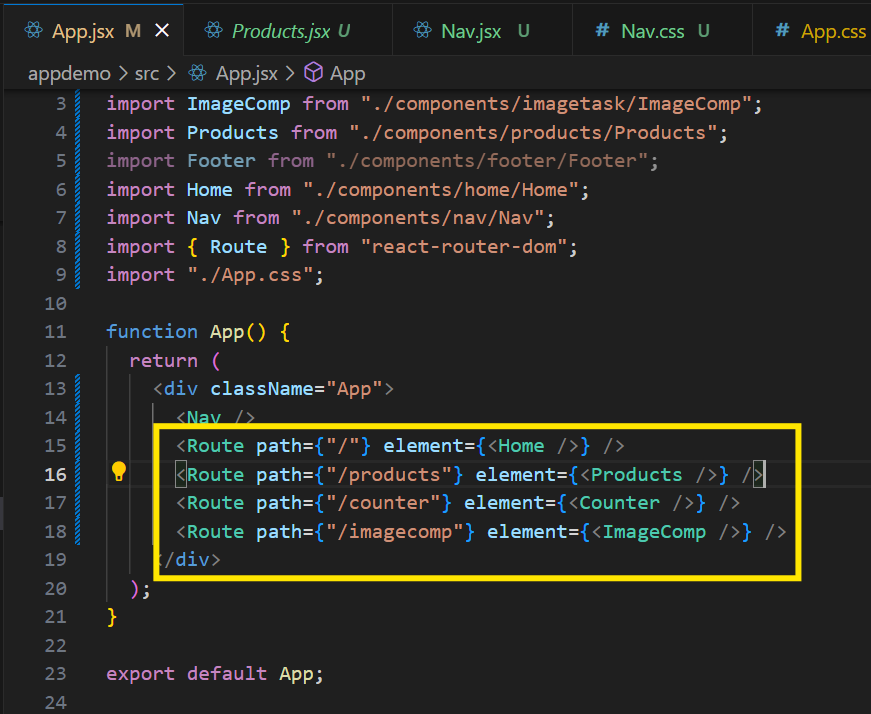 App.jsx M
Products.jsx U
Nav.jsx U
# Nav.css U
# App.css
appdemo > src > App.jsx > App
3 import ImageComp from "./components/imagetask/ImageComp";
4 import Products from "./components/products/Products";
5 import Footer from "./components/footer/Footer";
6 import Home from "./components/home/Home";
7 import Nav from "./components/nav/Nav";
8 import { Route } from "react-router-dom";
9 import "./App.css";
10
11 function App() {
12 return (
13 <div className="App">
14 <Nav />
15 <Route path={"/"} element={<Home />} />
16 <Route path={"/products"} element={<Products />} />
17 <Route path={"/counter"} element={<Counter />} />
18 <Route path={"/imagecomp"} element={<ImageComp />} />
19 </div>
20 );
21 }
22
23 export default App;
24